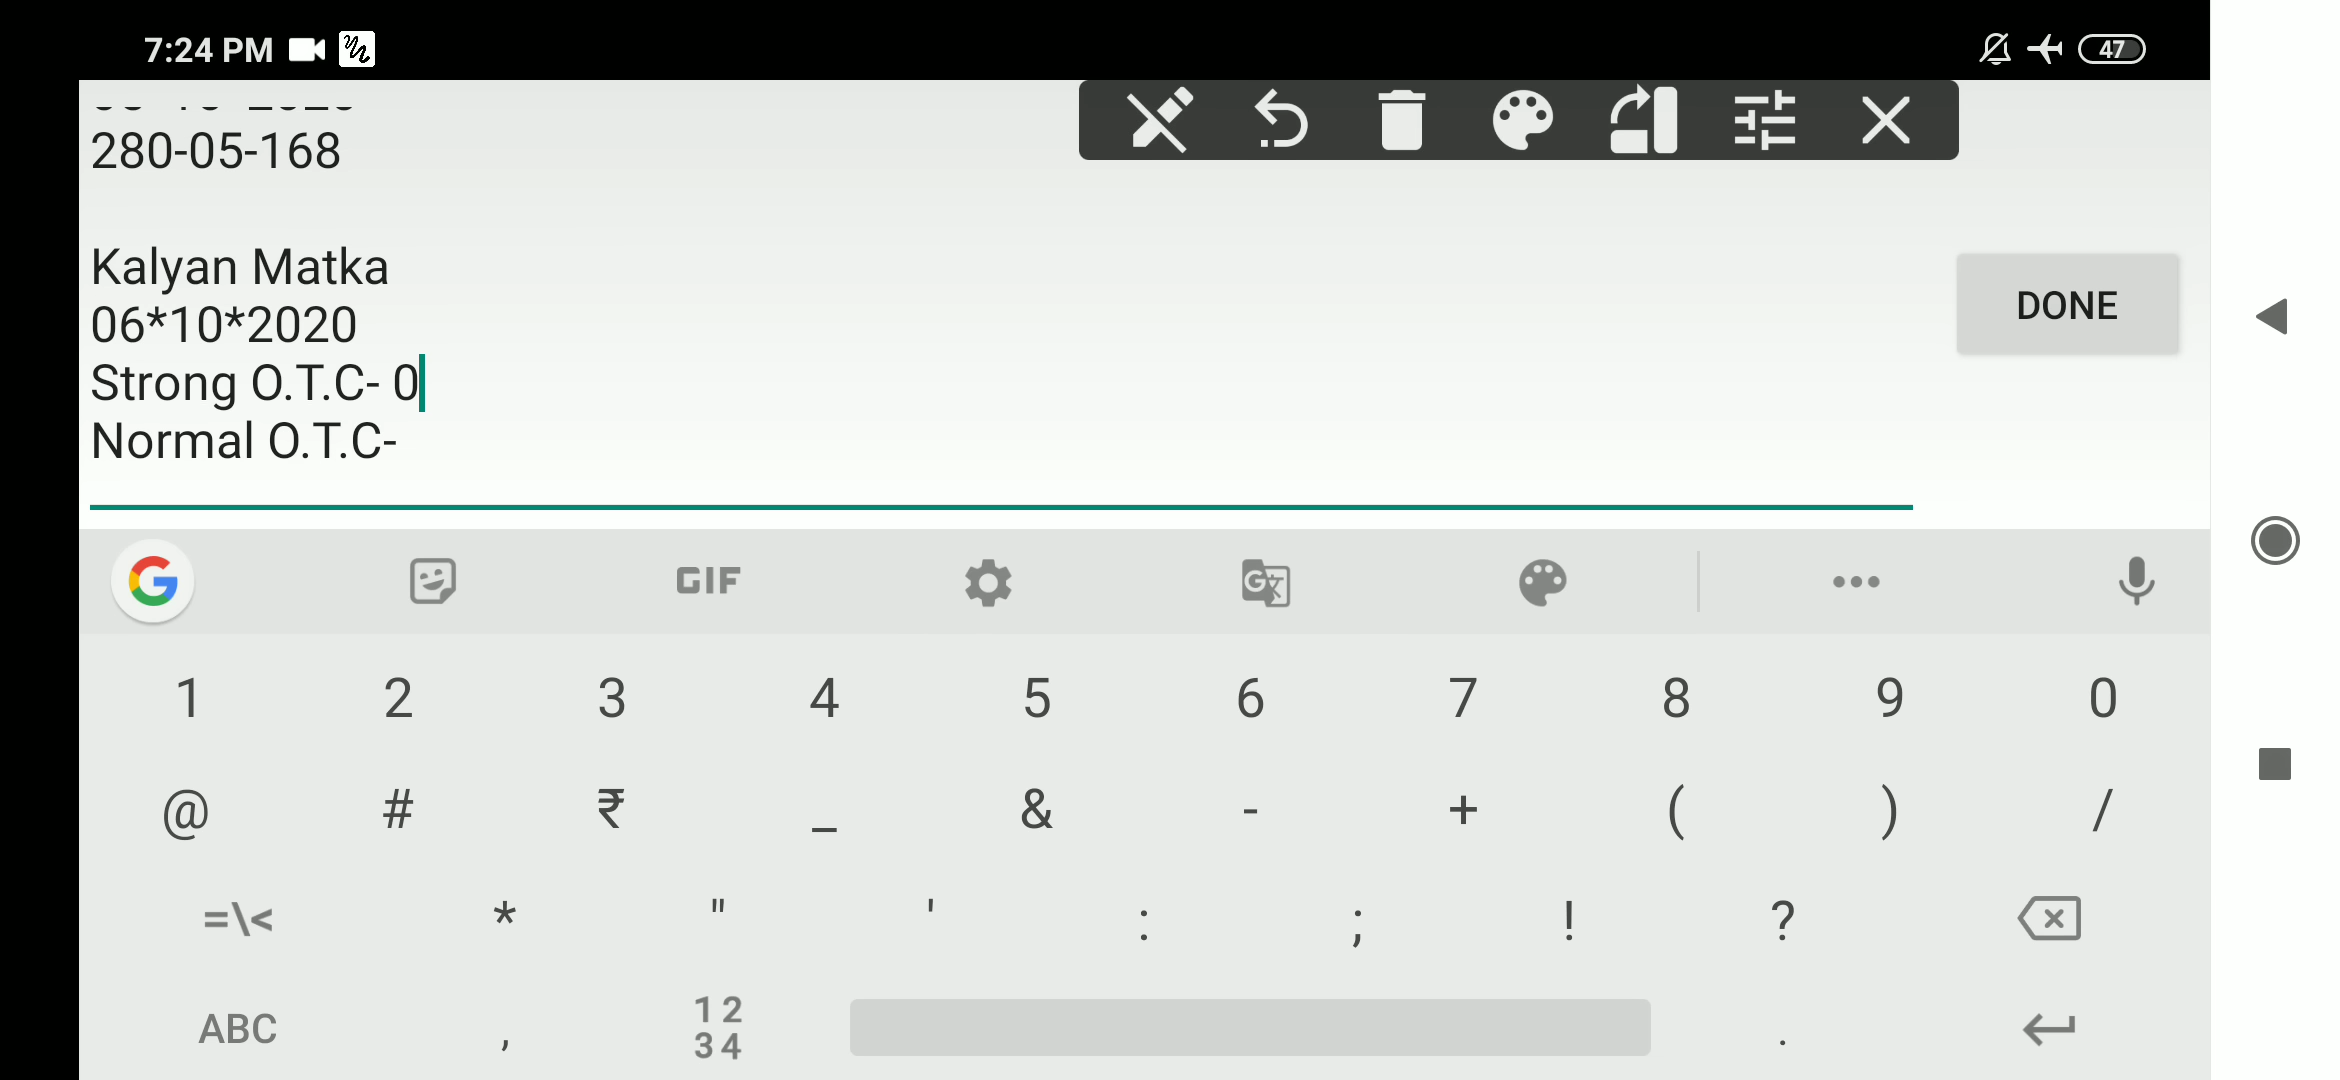 7:24 PM
47
280-05-168
Kalyan Matka
06*10*2020
DONE
Strong O.T.C- 0
Normal O.T.C-
G GIF G
1 2 3 4 5 6 7 8 9 0
@ # ₹ _ & - + ( ) /
=\< * " ' : ; ! ?
ABC , 12 .
34